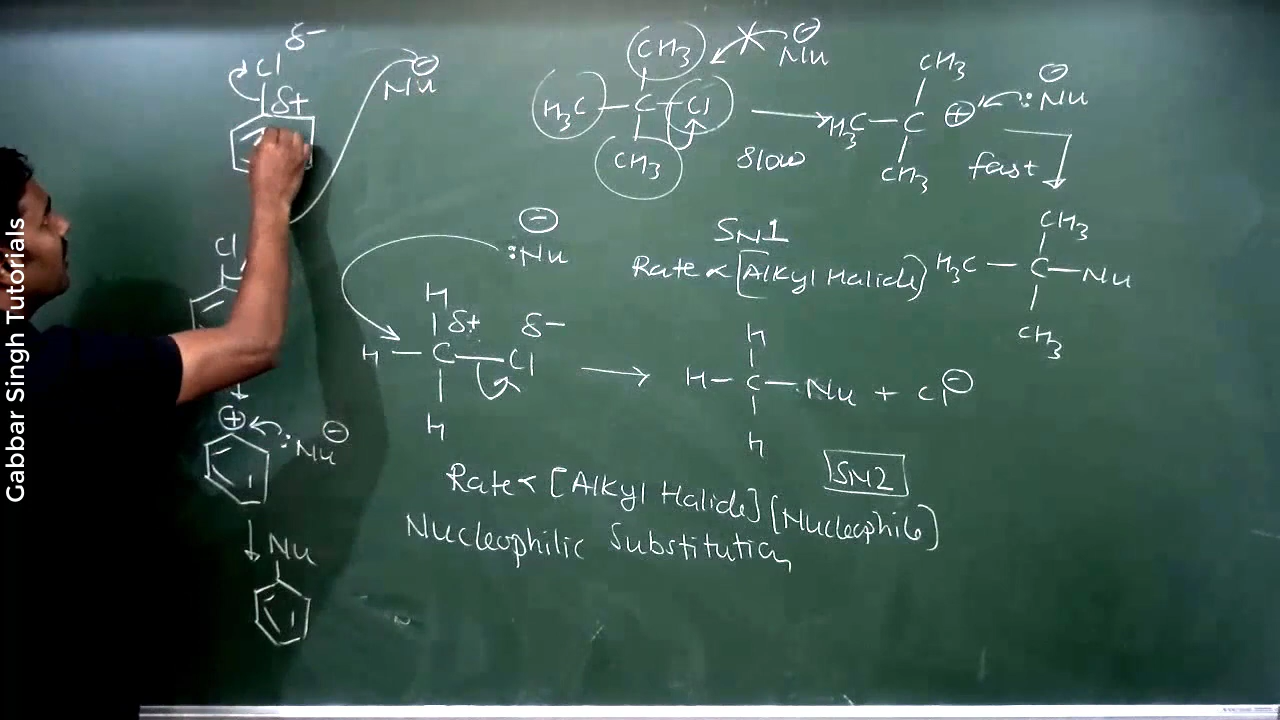 Gabbar Singh Tutorials
Cl δ-
δ+
Nu ⊖
Cl
⊕
:Nu ⊖
Nu
CH3
H3C — C — Cl
CH3
Nu ⊖
slow
CH3
H3C — C ⊕
CH3
:Nu ⊖
fast
SN1
Rate ∝ [Alkyl Halide]
CH3
H3C — C — Nu
CH3
⊖
:Nu
H
δ+ δ-
H — C — Cl
H
H
H — C — Nu + Cl⊖
H
SN2
Rate ∝ [Alkyl Halide] [Nucleophile]
Nucleophilic Substitution